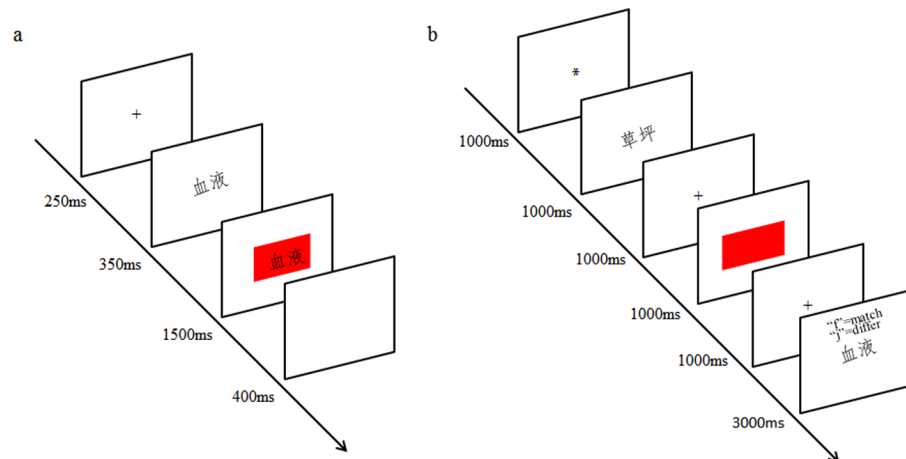 a
+
血液
血液
250ms
350ms
1500ms
400ms
b
*
草坪
+
+
"f"=match
"j"=differ
血液
1000ms
1000ms
1000ms
1000ms
1000ms
3000ms